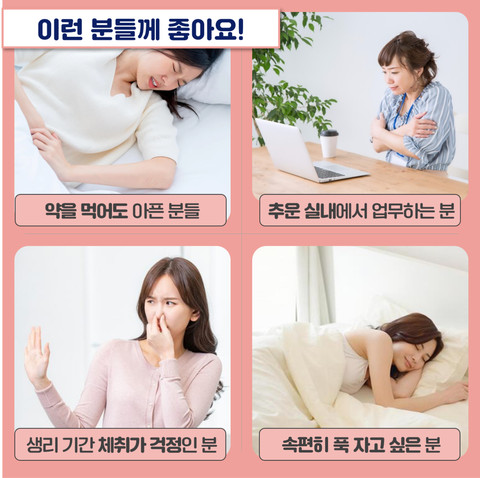 이런 분들께 좋아요!
약을 먹어도 아픈 분들
추운 실내에서 업무하는 분
생리 기간 체취가 걱정인 분
속편히 푹 자고 싶은 분